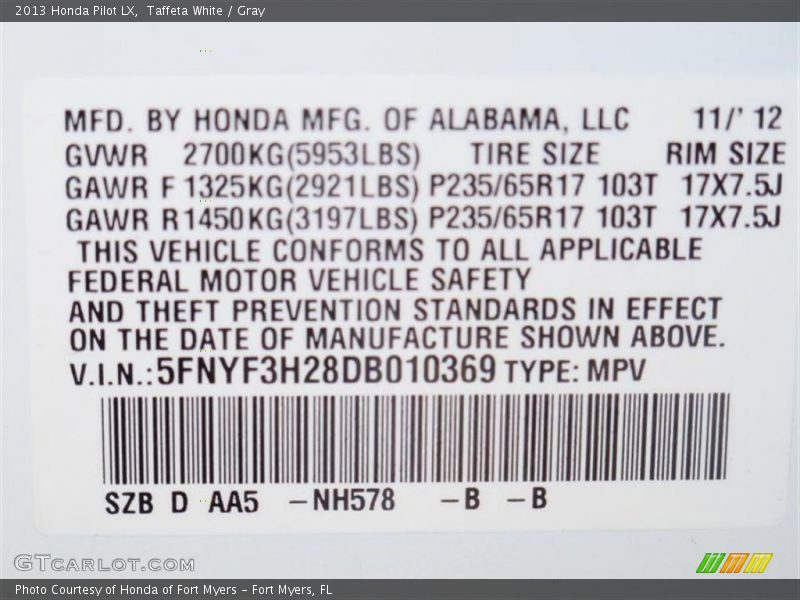 2013 Honda Pilot LX, Taffeta White / Gray
MFD. BY HONDA MFG. OF ALABAMA, LLC 11/' 12
GVWR 2700KG(5953LBS) TIRE SIZE RIM SIZE
GAWR F 1325KG(2921LBS) P235/65R17 103T 17X7.5J
GAWR R1450KG(3197LBS) P235/65R17 103T 17X7.5J
THIS VEHICLE CONFORMS TO ALL APPLICABLE
FEDERAL MOTOR VEHICLE SAFETY
AND THEFT PREVENTION STANDARDS IN EFFECT
ON THE DATE OF MANUFACTURE SHOWN ABOVE.
V.I.N.:5FNYF3H28DB010369 TYPE: MPV
SZB D AA5 –NH578 –B –B
GTCARLOT.COM
Photo Courtesy of Honda of Fort Myers – Fort Myers, FL